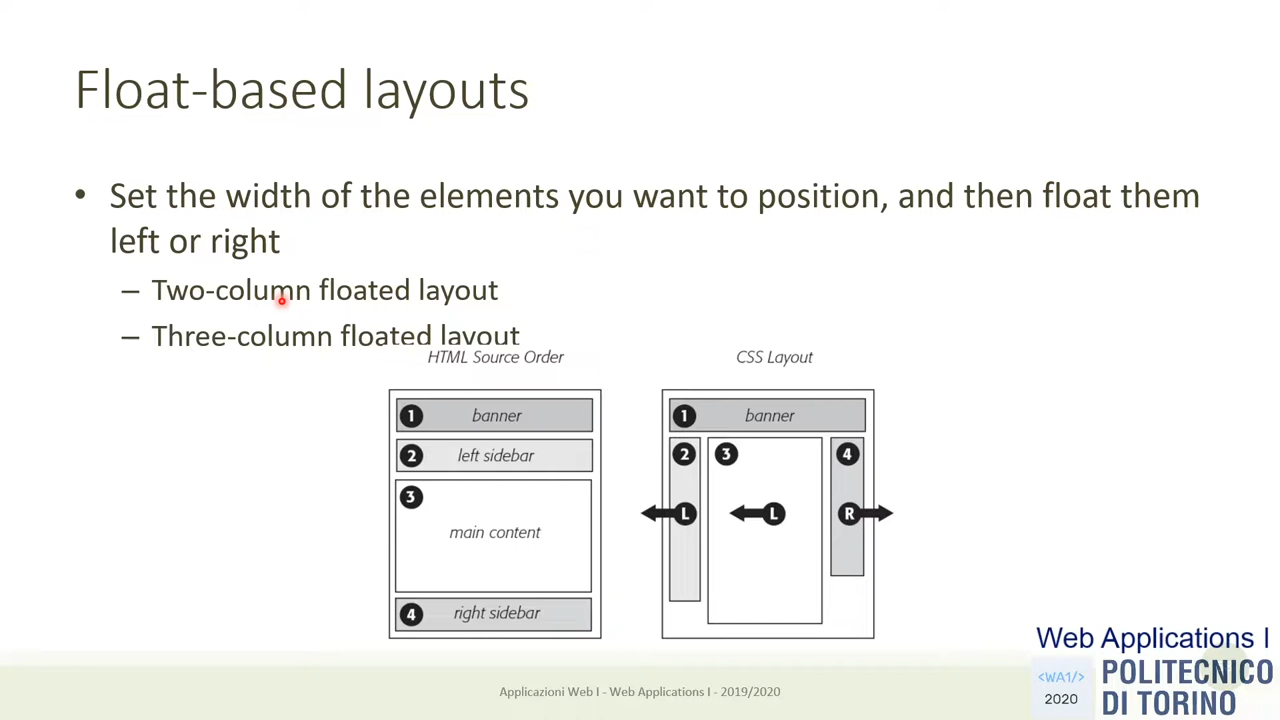 Float-based layouts
• Set the width of the elements you want to position, and then float them
left or right
– Two-column floated layout
– Three-column floated layout
HTML Source Order
CSS Layout
1 banner
2 left sidebar
3
main content
4 right sidebar
1 banner
2 3 4
L L R
Web Applications I
<WA1/>
2020
POLITECNICO
DI TORINO
Applicazioni Web I - Web Applications I - 2019/2020